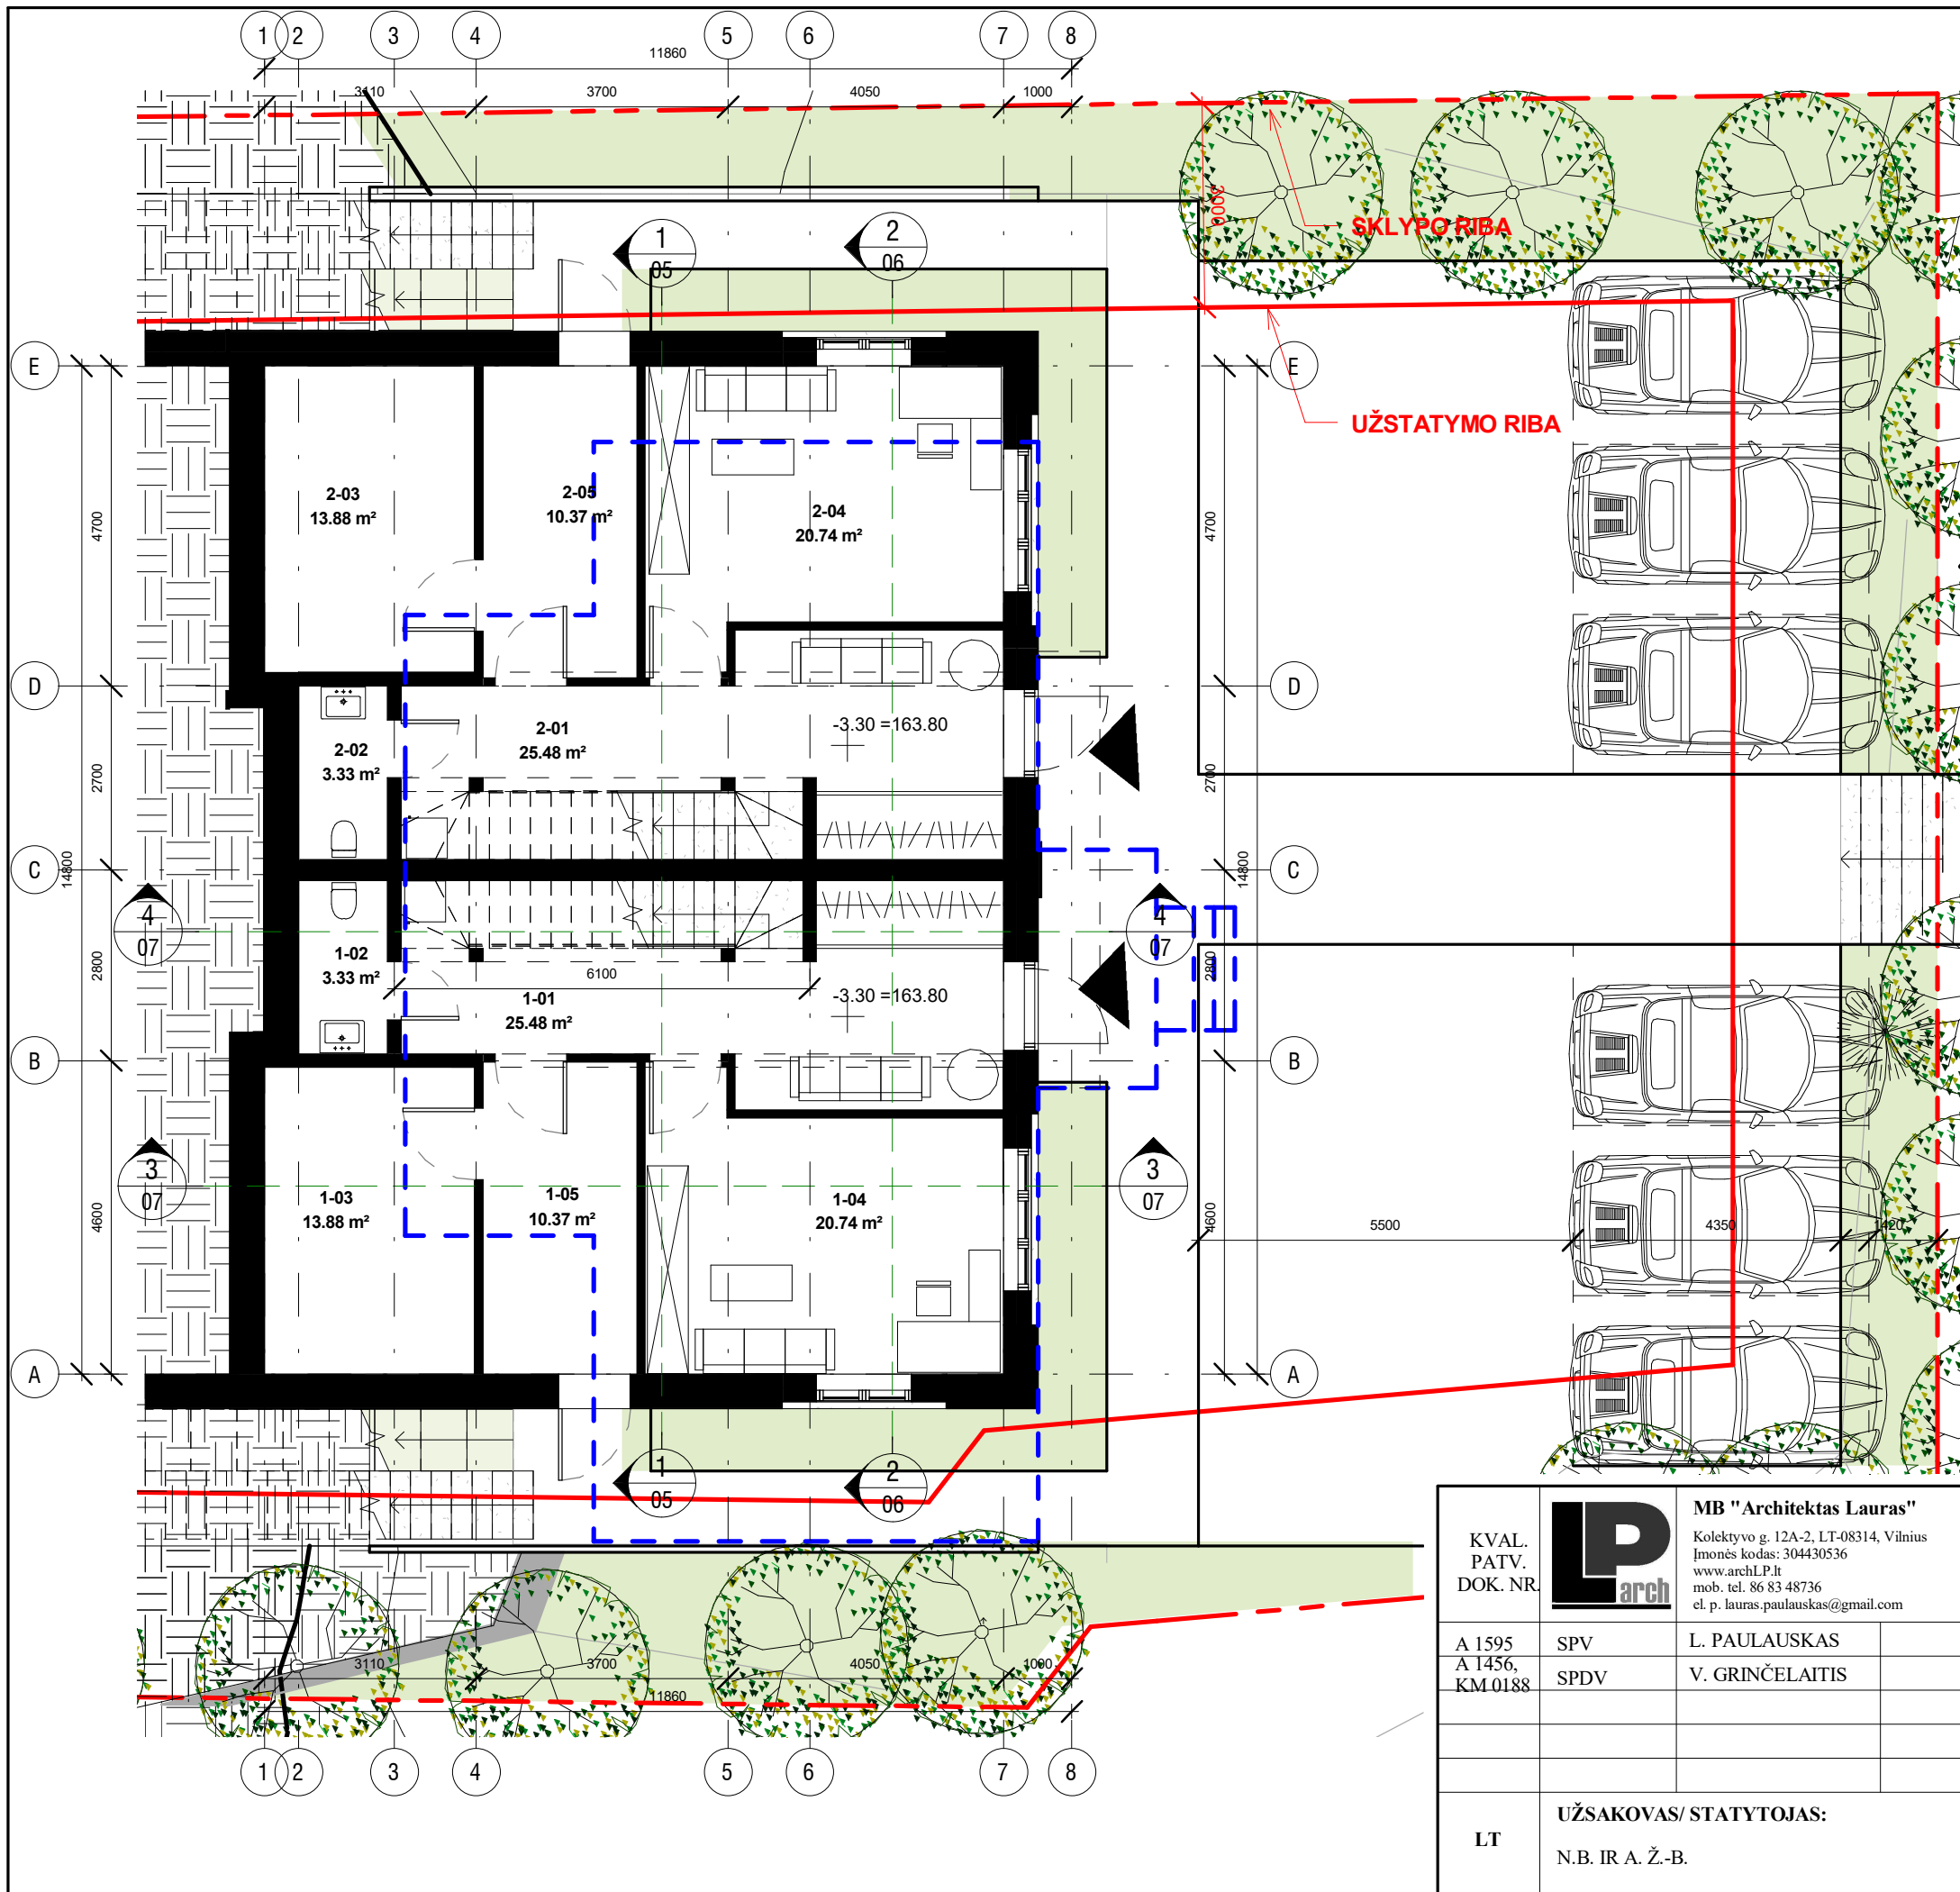 1 2 3 4 5 6 7 8
11860
3110 3700 4050 1000
3000
SKLYPO RIBA
1
05
2
06
E
E
UŽSTATYMO RIBA
4700
4700
2-03
13.88 m²
2-05
10.37 m²
2-04
20.74 m²
D
D
2-01
25.48 m²
-3.30 =163.80
2-02
3.33 m²
2700
2700
C
C
14800
14800
4
07
4
07
1-02
3.33 m²
2800
2800
6100
1-01
25.48 m²
-3.30 =163.80
B
B
3
07
3
07
1-03
13.88 m²
1-05
10.37 m²
1-04
20.74 m²
4600
4600
5500 4350 1420
A
A
1
05
2
06
3110 3700 4050 1000
11860
1 2 3 4 5 6 7 8
KVAL.
PATV.
DOK. NR.
LP
arch
MB "Architektas Lauras"
Kolektyvo g. 12A-2, LT-08314, Vilnius
Įmonės kodas: 304430536
www.archLP.lt
mob. tel. 86 83 48736
el. p. lauras.paulauskas@gmail.com
A 1595 SPV L. PAULAUSKAS
A 1456,
KM 0188 SPDV V. GRINČELAITIS
LT
UŽSAKOVAS/ STATYTOJAS:
N.B. IR A. Ž.-B.